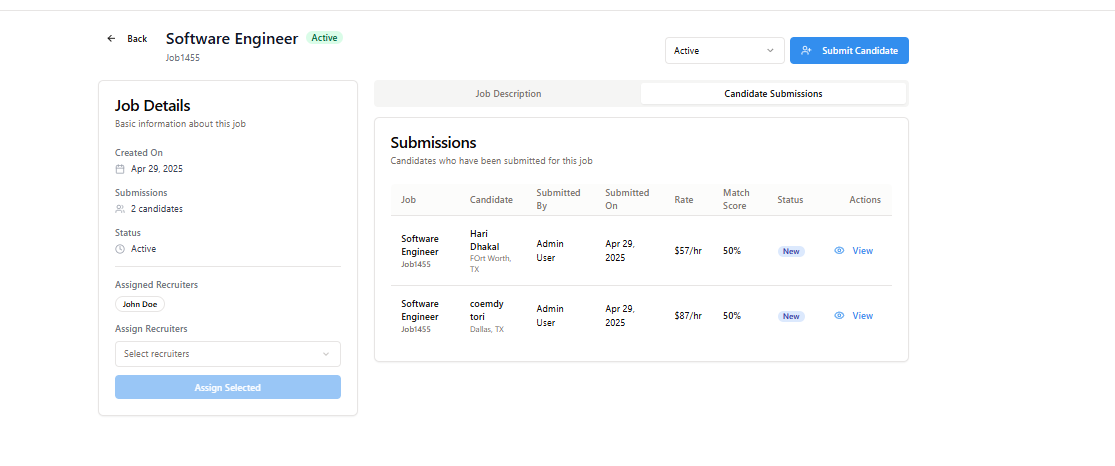 Back
Software Engineer
Active
Job1455
Active
Submit Candidate
Job Details
Basic information about this job
Created On
Apr 29, 2025
Submissions
2 candidates
Status
Active
Assigned Recruiters
John Doe
Assign Recruiters
Select recruiters
Assign Selected
Job Description
Candidate Submissions
Submissions
Candidates who have been submitted for this job
Job
Candidate
Submitted
By
Submitted
On
Rate
Match
Score
Status
Actions
Software
Engineer
Job1455
Hari
Dhakal
FOrt Worth,
TX
Admin
User
Apr 29,
2025
$57/hr
50%
New
View
Software
Engineer
Job1455
coemdy
tori
Dallas, TX
Admin
User
Apr 29,
2025
$87/hr
50%
New
View